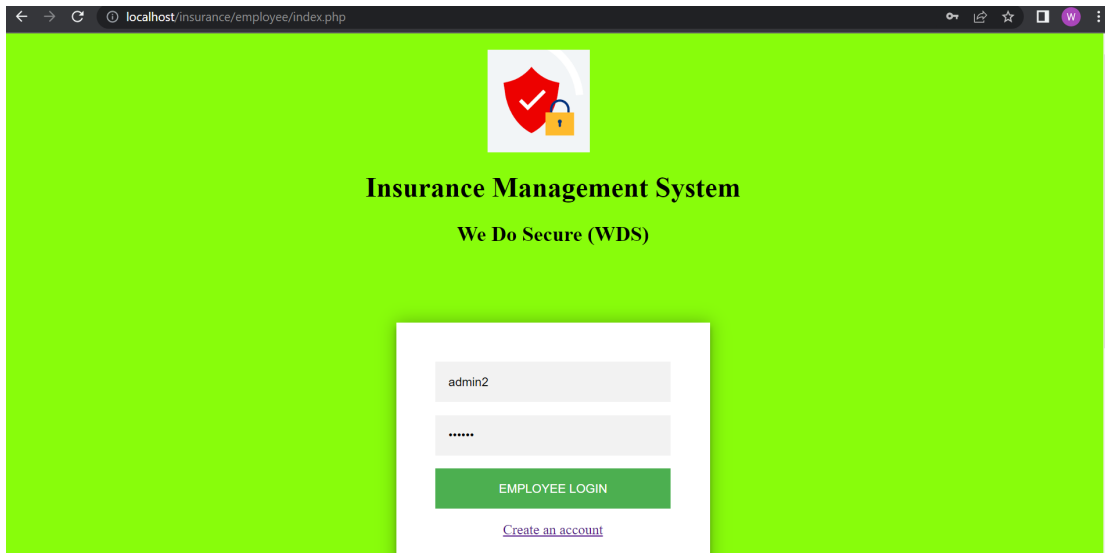 localhost/insurance/employee/index.php
W
Insurance Management System
We Do Secure (WDS)
admin2
••••••
EMPLOYEE LOGIN
Create an account